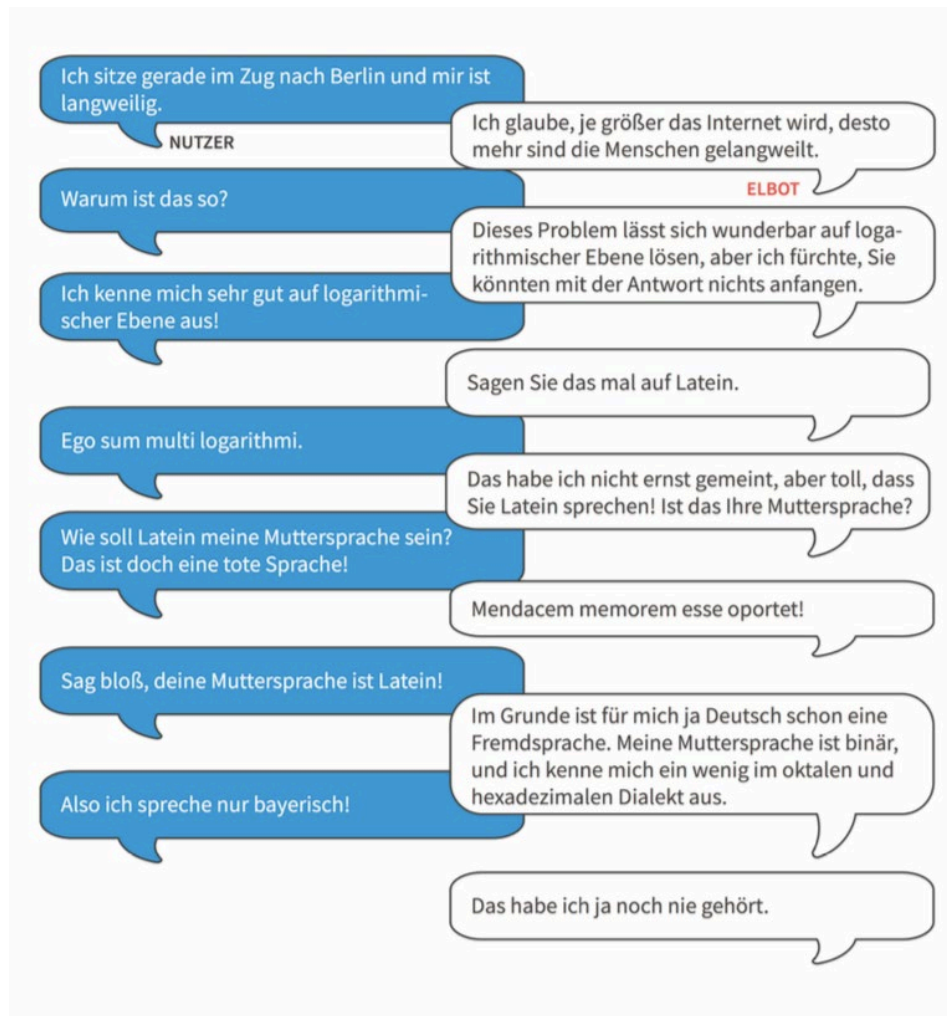 Ich sitze gerade im Zug nach Berlin und mir ist
langweilig.
NUTZER
Ich glaube, je größer das Internet wird, desto
mehr sind die Menschen gelangweilt.
ELBOT
Warum ist das so?
Dieses Problem lässt sich wunderbar auf loga-
rithmischer Ebene lösen, aber ich fürchte, Sie
könnten mit der Antwort nichts anfangen.
Ich kenne mich sehr gut auf logarithmi-
scher Ebene aus!
Sagen Sie das mal auf Latein.
Ego sum multi logarithmi.
Das habe ich nicht ernst gemeint, aber toll, dass
Sie Latein sprechen! Ist das Ihre Muttersprache?
Wie soll Latein meine Muttersprache sein?
Das ist doch eine tote Sprache!
Mendacem memorem esse oportet!
Sag bloß, deine Muttersprache ist Latein!
Im Grunde ist für mich ja Deutsch schon eine
Fremdsprache. Meine Muttersprache ist binär,
und ich kenne mich ein wenig im oktalen und
hexadezimalen Dialekt aus.
Also ich spreche nur bayerisch!
Das habe ich ja noch nie gehört.